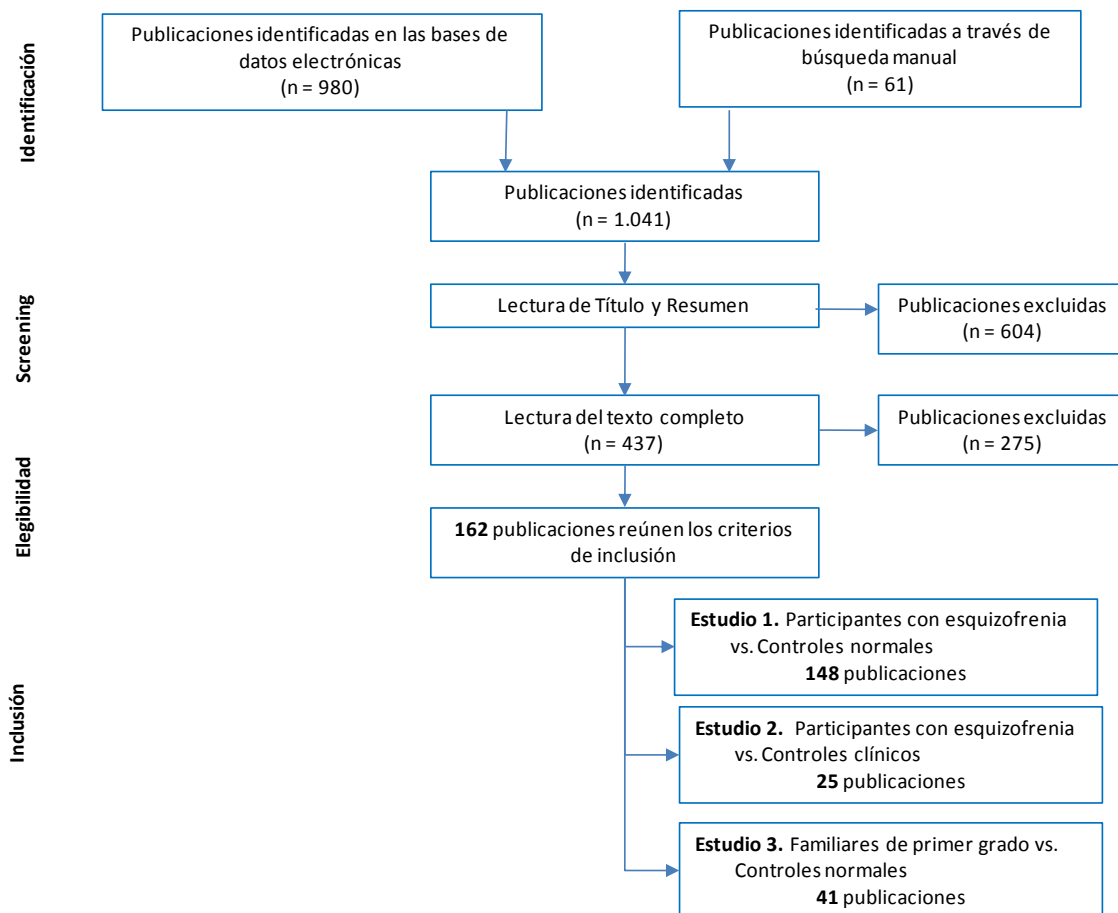 Identificación
Publicaciones identificadas en las bases de
datos electrónicas
(n = 980)
Publicaciones identificadas a través de
búsqueda manual
(n = 61)
Publicaciones identificadas
(n = 1.041)
Screening
Lectura de Título y Resumen
Publicaciones excluidas
(n = 604)
Elegibilidad
Lectura del texto completo
(n = 437)
Publicaciones excluidas
(n = 275)
162 publicaciones reúnen los criterios
de inclusión
Inclusión
Estudio 1. Participantes con esquizofrenia
vs. Controles normales
148 publicaciones
Estudio 2. Participantes con esquizofrenia
vs. Controles clínicos
25 publicaciones
Estudio 3. Familiares de primer grado vs.
Controles normales
41 publicaciones